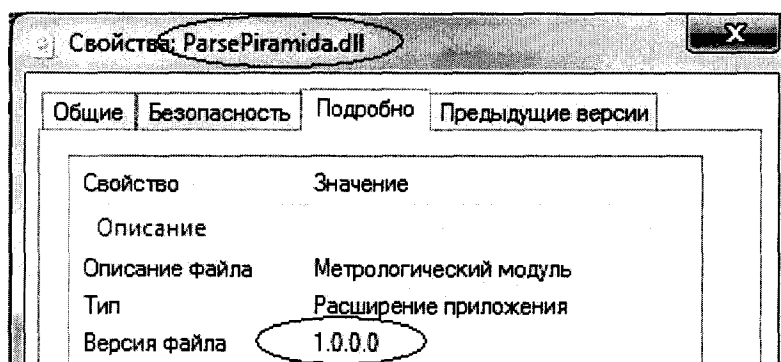 Свойства: ParsePiramida.dll
Общие Безопасность Подробно Предыдущие версии
Свойство Значение
Описание
Описание файла Метрологический модуль
Тип Расширение приложения
Версия файла 1.0.0.0